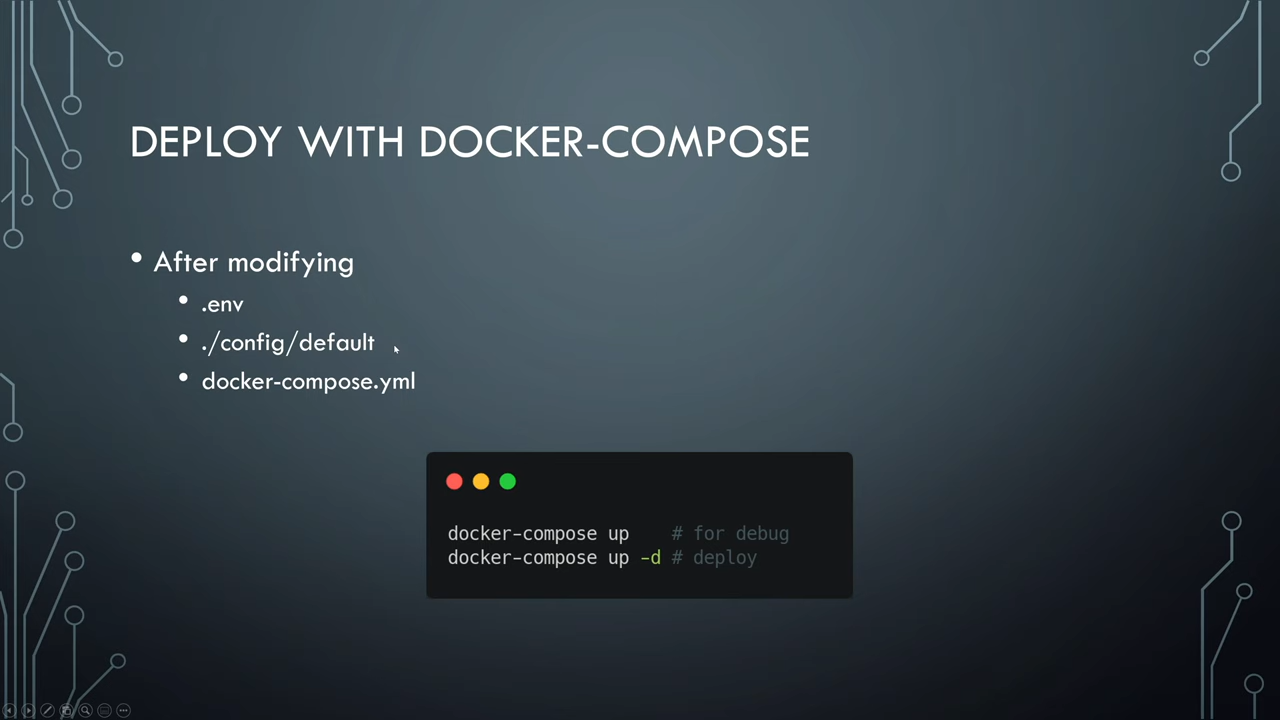 DEPLOY WITH DOCKER-COMPOSE
• After modifying
• .env
• ./config/default
• docker-compose.yml
docker-compose up    # for debug
docker-compose up -d # deploy